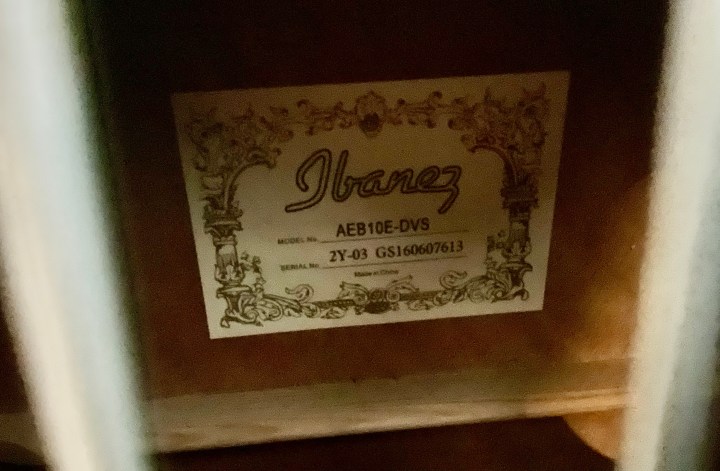 Ibanez
MODEL No. AEB10E-DVS
SERIAL No. 2Y-03 GS160607613
Made in China